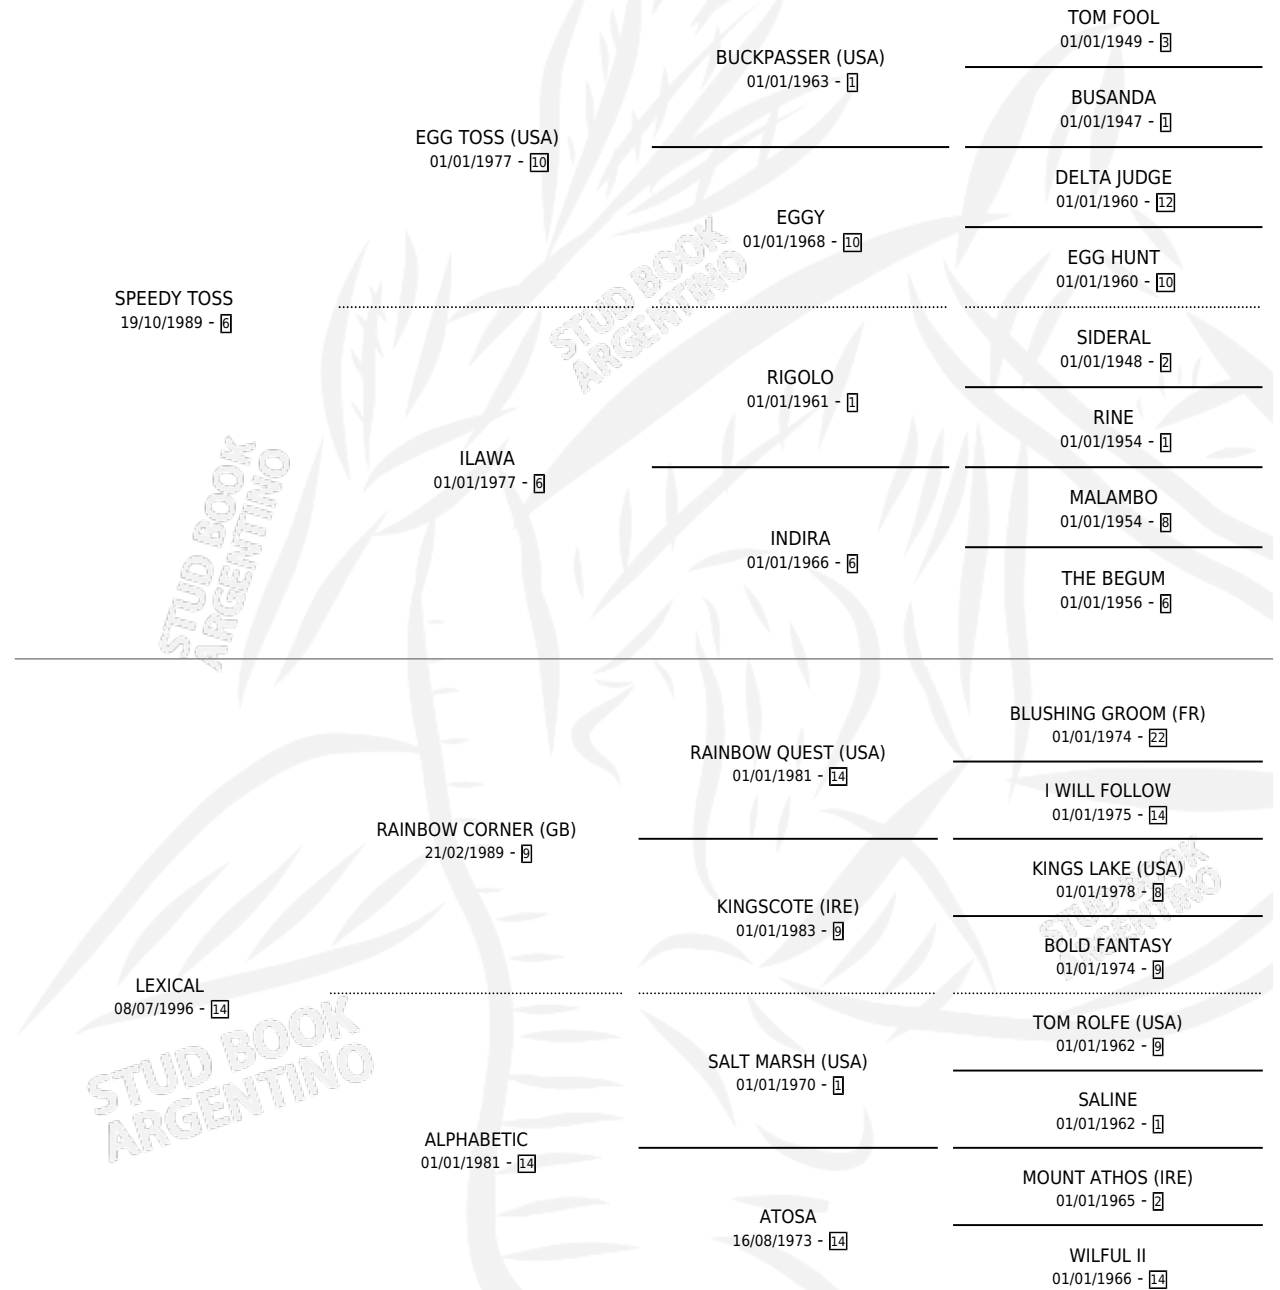 TOM FOOL
01/01/1949 - 3
BUCKPASSER (USA)
01/01/1963 - 1
BUSANDA
01/01/1947 - 1
EGG TOSS (USA)
01/01/1977 - 10
DELTA JUDGE
01/01/1960 - 12
EGGY
01/01/1968 - 10
EGG HUNT
01/01/1960 - 10
SPEEDY TOSS
19/10/1989 - 6
SIDERAL
01/01/1948 - 2
RIGOLO
01/01/1961 - 1
RINE
01/01/1954 - 1
ILAWA
01/01/1977 - 6
MALAMBO
01/01/1954 - 8
INDIRA
01/01/1966 - 6
THE BEGUM
01/01/1956 - 6
BLUSHING GROOM (FR)
01/01/1974 - 22
RAINBOW QUEST (USA)
01/01/1981 - 14
I WILL FOLLOW
01/01/1975 - 14
RAINBOW CORNER (GB)
21/02/1989 - 9
KINGS LAKE (USA)
01/01/1978 - 8
KINGSCOTE (IRE)
01/01/1983 - 9
BOLD FANTASY
01/01/1974 - 9
LEXICAL
08/07/1996 - 14
TOM ROLFE (USA)
01/01/1962 - 9
SALT MARSH (USA)
01/01/1970 - 1
SALINE
01/01/1962 - 1
ALPHABETIC
01/01/1981 - 14
MOUNT ATHOS (IRE)
01/01/1965 - 2
ATOSA
16/08/1973 - 14
WILFUL II
01/01/1966 - 14
STUD BOOK
ARGENTINO
STUD BOOK
ARGENTINO
STUD BOOK
ARGENTINO
STUD BOOK
ARGENTINO